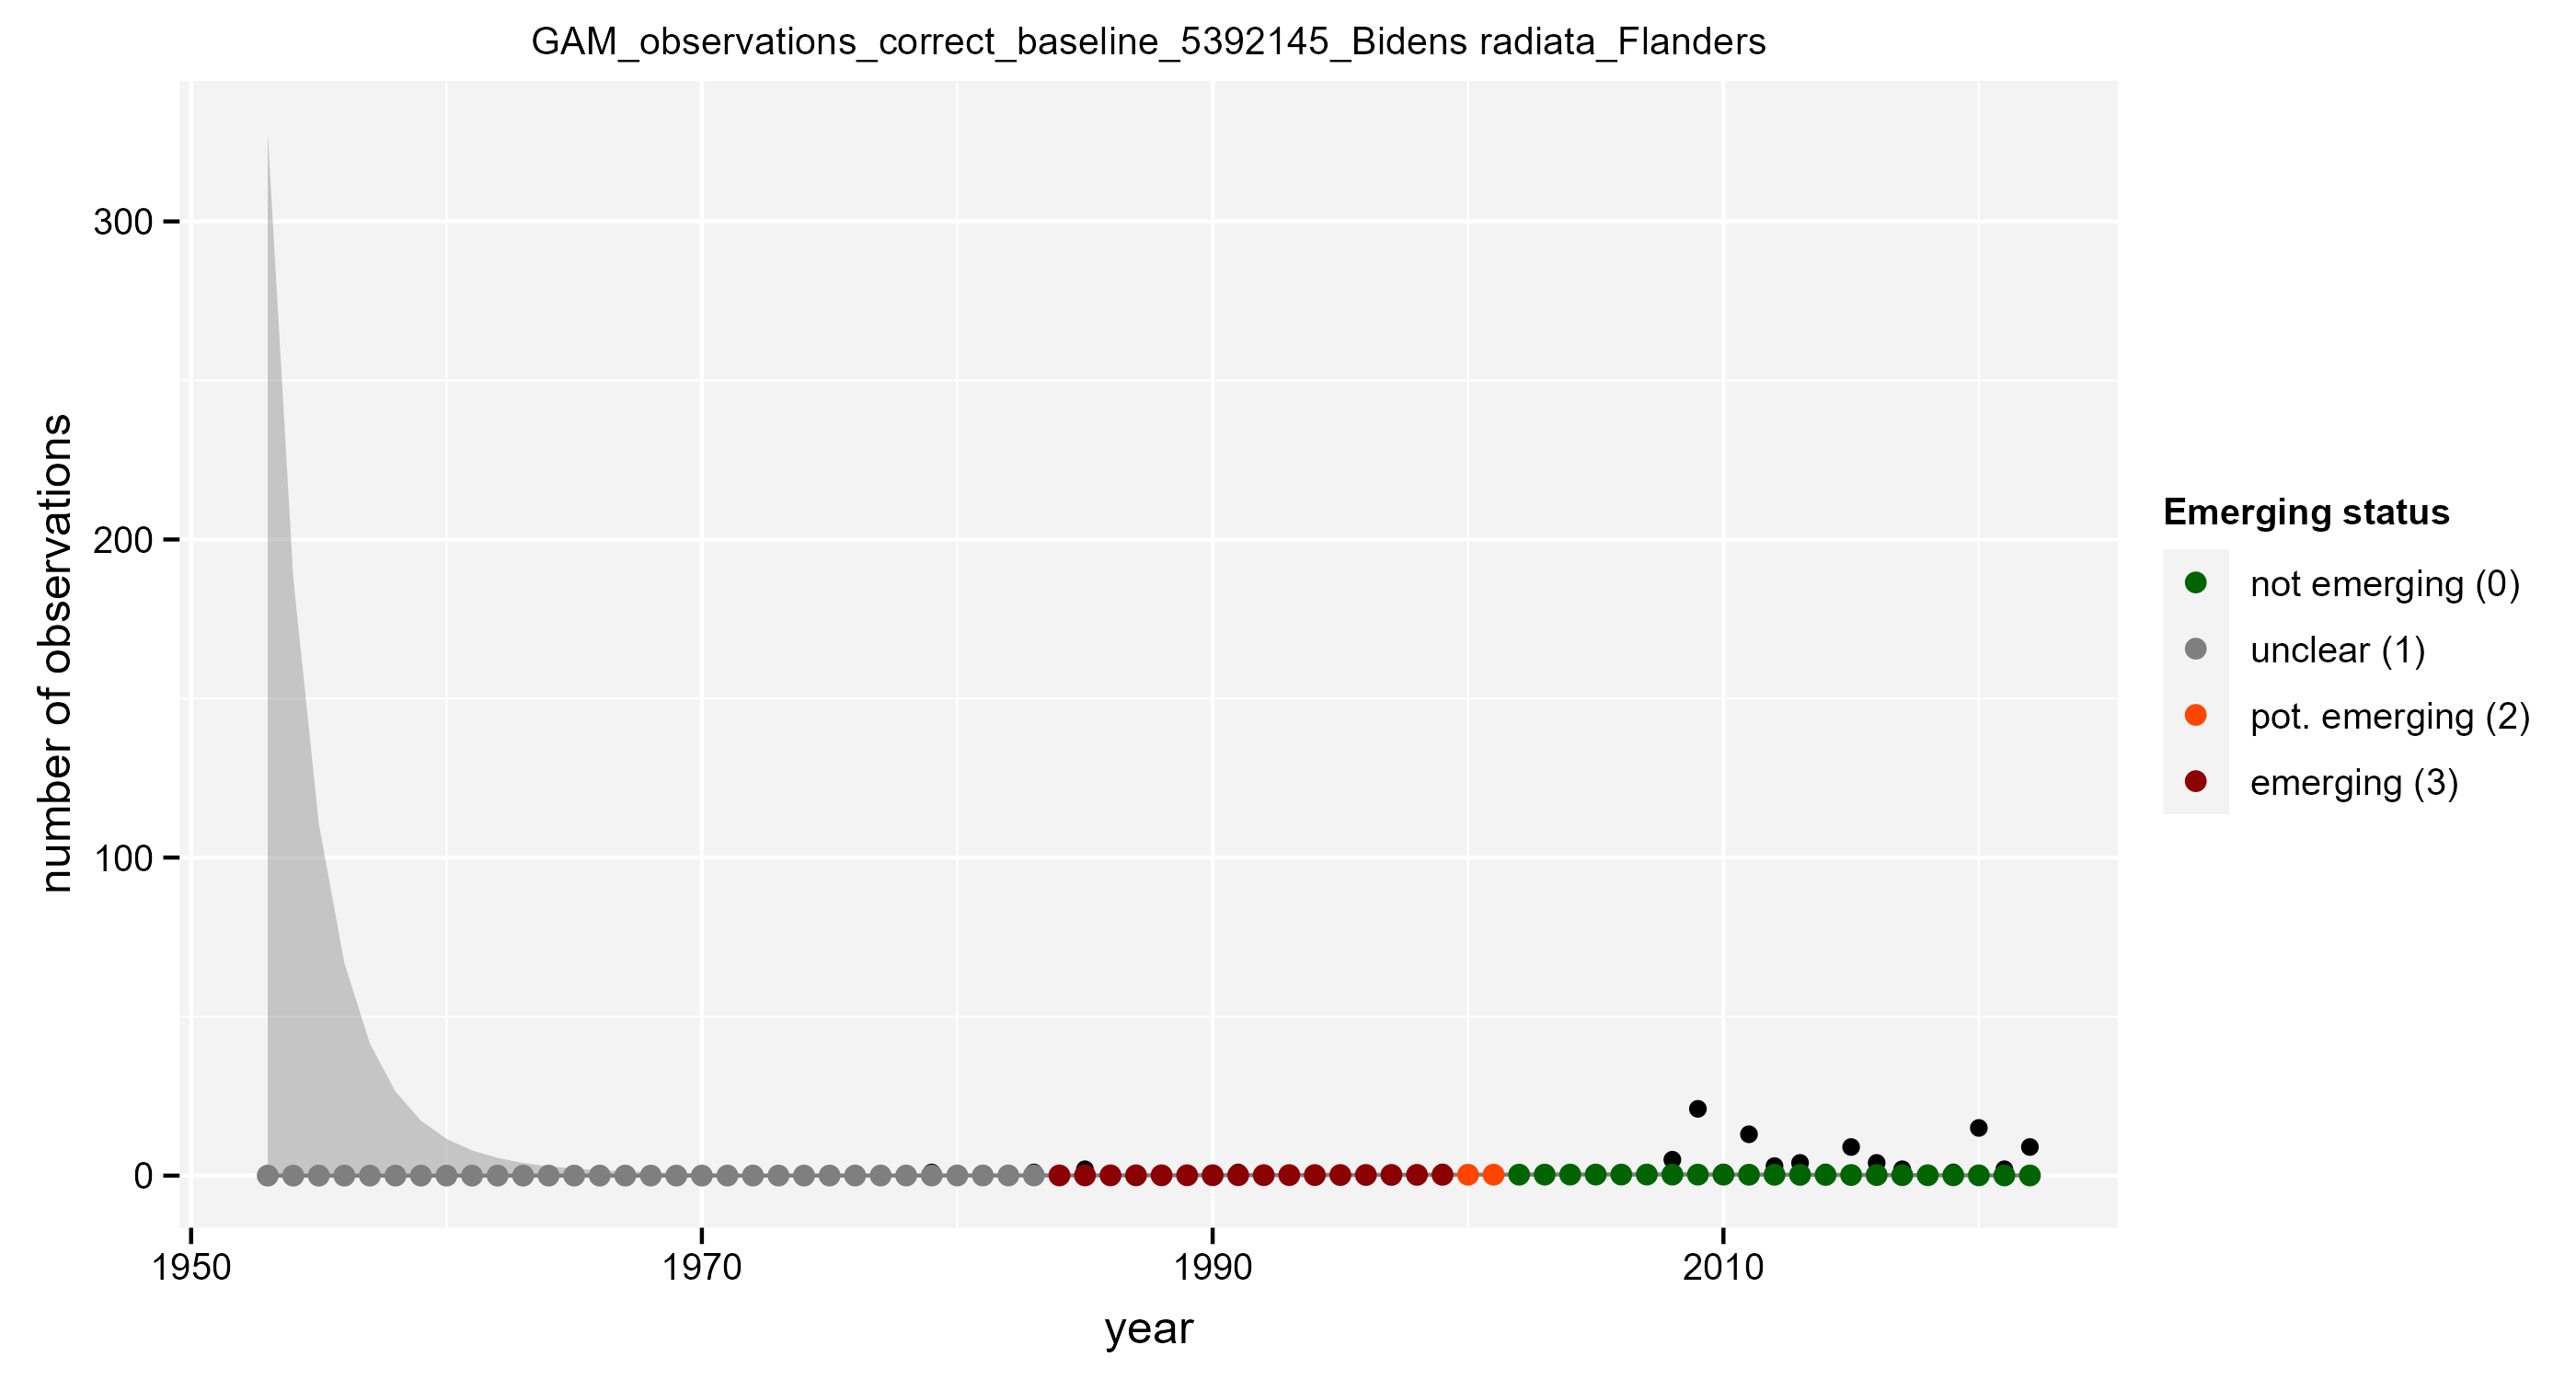 GAM_observations_correct_baseline_5392145_Bidens radiata_Flanders
number of observations
300
200
100
0
1950
1970
1990
2010
year
Emerging status
not emerging (0)
unclear (1)
pot. emerging (2)
emerging (3)